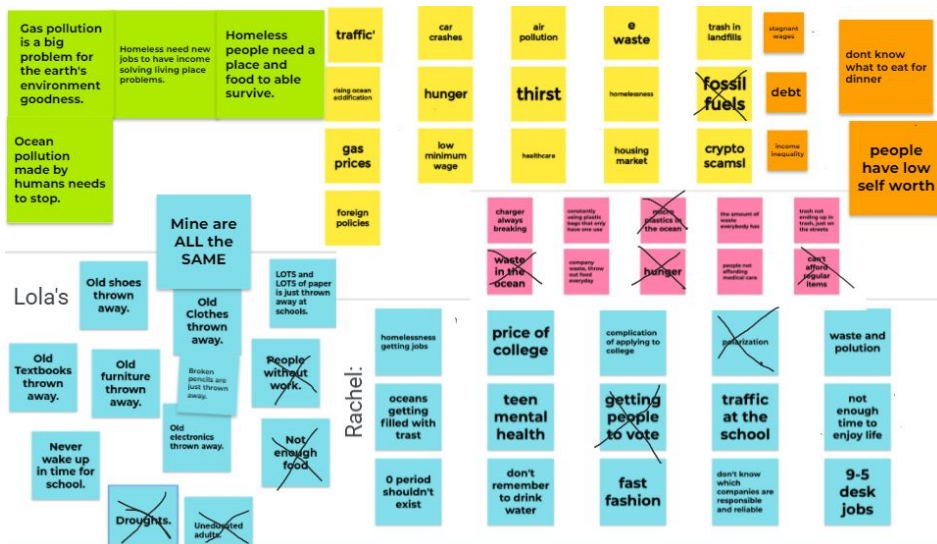 Gas pollution
is a big
problem for
the earth's
environment
goodness.
Homeless need new
jobs to have income
solving living place
problems.
Homeless
people need a
place and
food to able
survive.
Ocean
pollution
made by
humans needs
to stop.
traffic'
car
crashes
air
pollution
e
waste
trash in
landfills
rising ocean
acidification
hunger
thirst
homelessness
fossil
fuels
gas
prices
low
minimum
wage
healthcare
housing
market
crypto
scamsl
foreign
policies
stagnant
wages
debt
income
inequality
dont know
what to eat for
dinner
people
have low
self worth
charger
always
breaking
constantly
using plastic
bags that only
have one use
micro
plastics in
the ocean
the amount of
waste
everybody has
trash not
ending up in
trash, just on
the streets
waste
in the
ocean
company
waste, throw
out food
everyday
hunger
people not
affording
medical care
can't
afford
regular
items
Lola's
Mine are
ALL the
SAME
Old shoes
thrown
away.
Old
Clothes
thrown
away.
LOTS and
LOTS of paper
is just thrown
away at
schools.
Old
Textbooks
thrown
away.
Old
furniture
thrown
away.
Broken
pencils are
just thrown
away.
People
without
work.
Never
wake up
in time for
school.
Old
electronics
thrown away.
Not
enough
food
Droughts.
Uneducated
adults.
Rachel:
homelessness
getting jobs
price of
college
complication
of applying to
college
polarization
waste and
polution
oceans
getting
filled with
trast
teen
mental
health
getting
people
to vote
traffic
at the
school
not
enough
time to
enjoy life
0 period
shouldn't
exist
don't
remember
to drink
water
fast
fashion
don't know
which
companies are
responsible
and reliable
9-5
desk
jobs